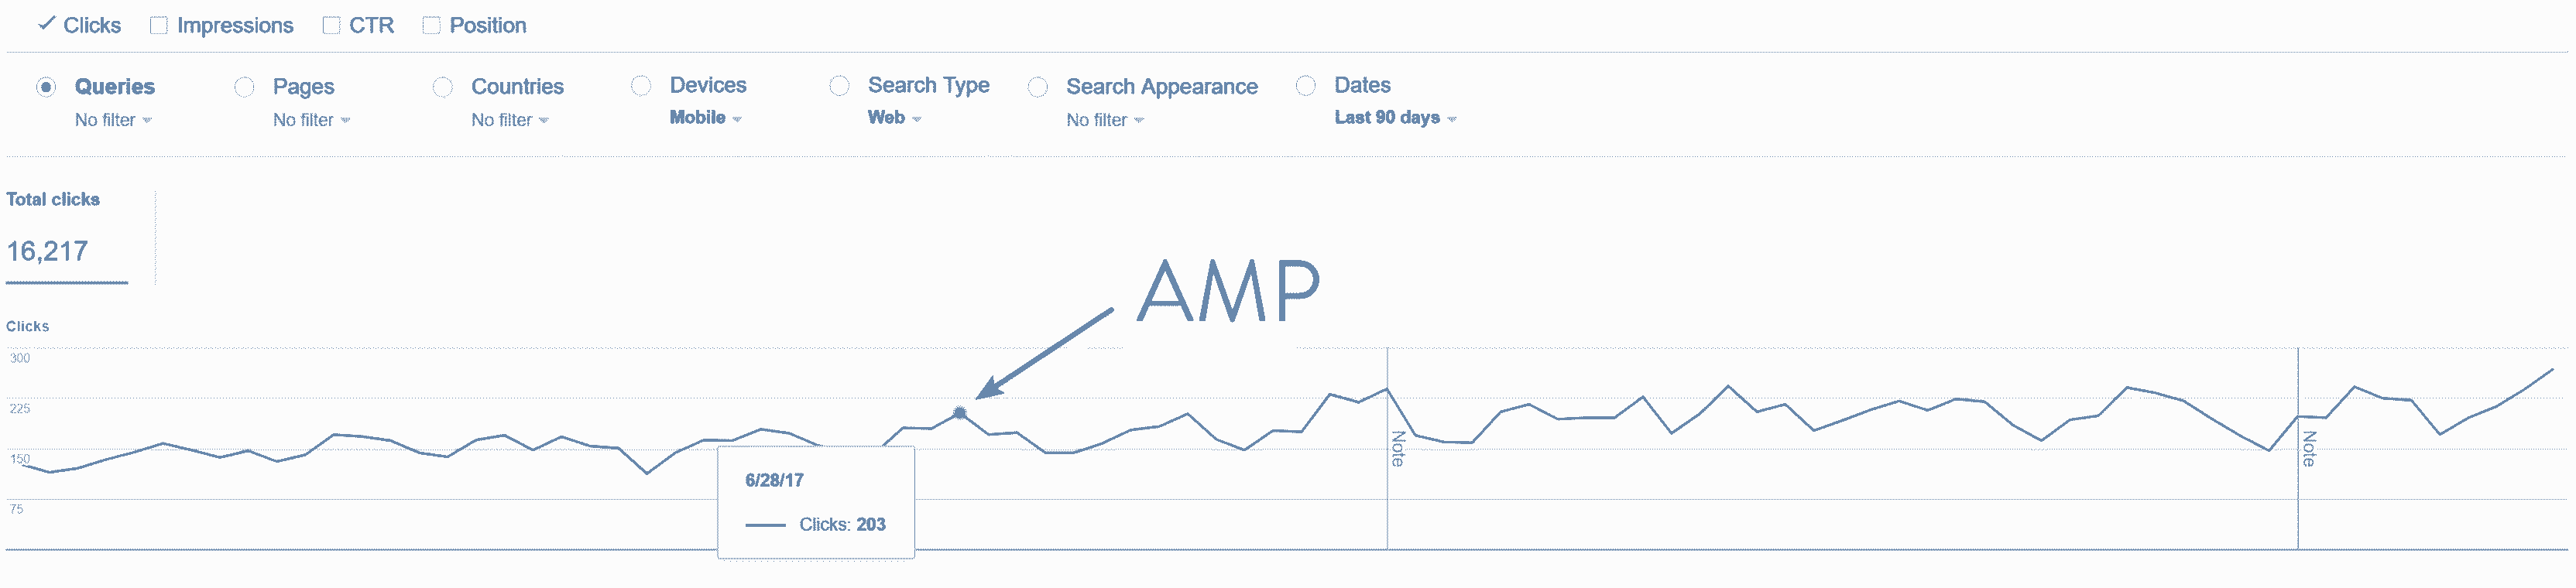 Clicks Impressions CTR Position
Queries Pages Countries Devices Search Type Search Appearance Dates
No filter No filter No filter Mobile Web No filter Last 90 days
Total clicks
16,217
AMP
Clicks
300
225
150
75
6/28/17
Clicks: 203
Note
Note